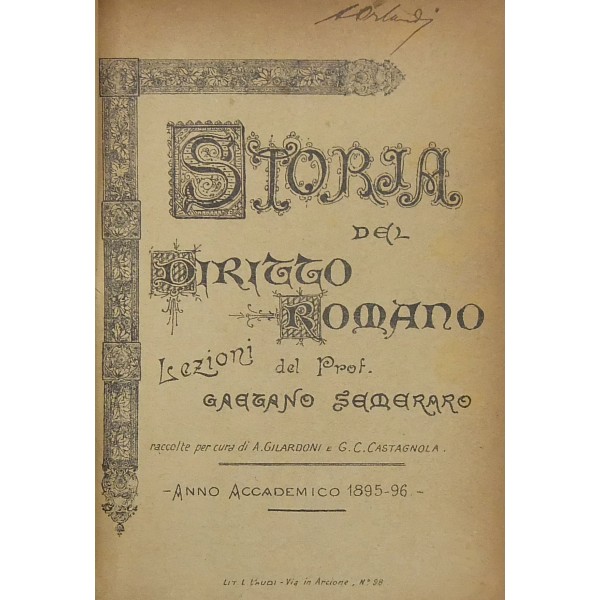 A Orlandi
STORIA
DEL
DIRITTO
ROMANO
Lezioni del Prof.
GAETANO SEMERARO
raccolte per cura di A. GILARDONI E G. C. CASTAGNOLA.
- ANNO ACCADEMICO 1895-96 -
LIT. - Via in Arcione, N.º 98